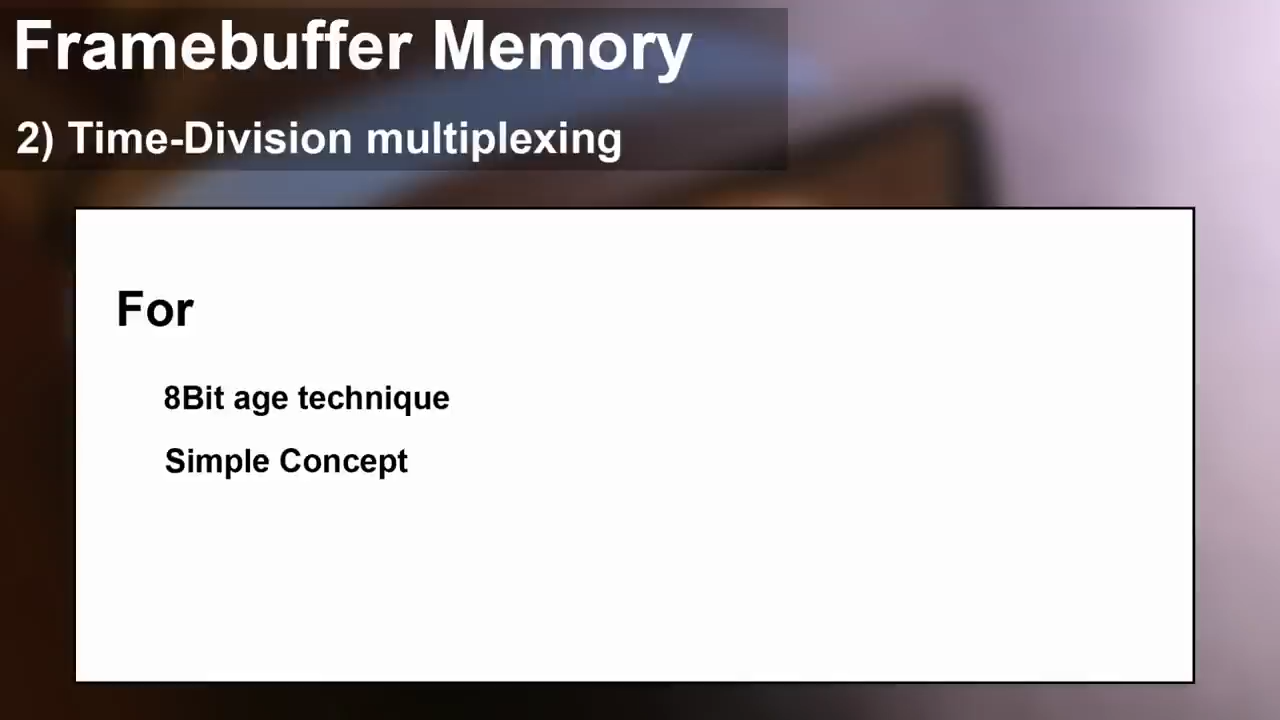 Framebuffer Memory
2) Time-Division multiplexing
For
8Bit age technique
Simple Concept